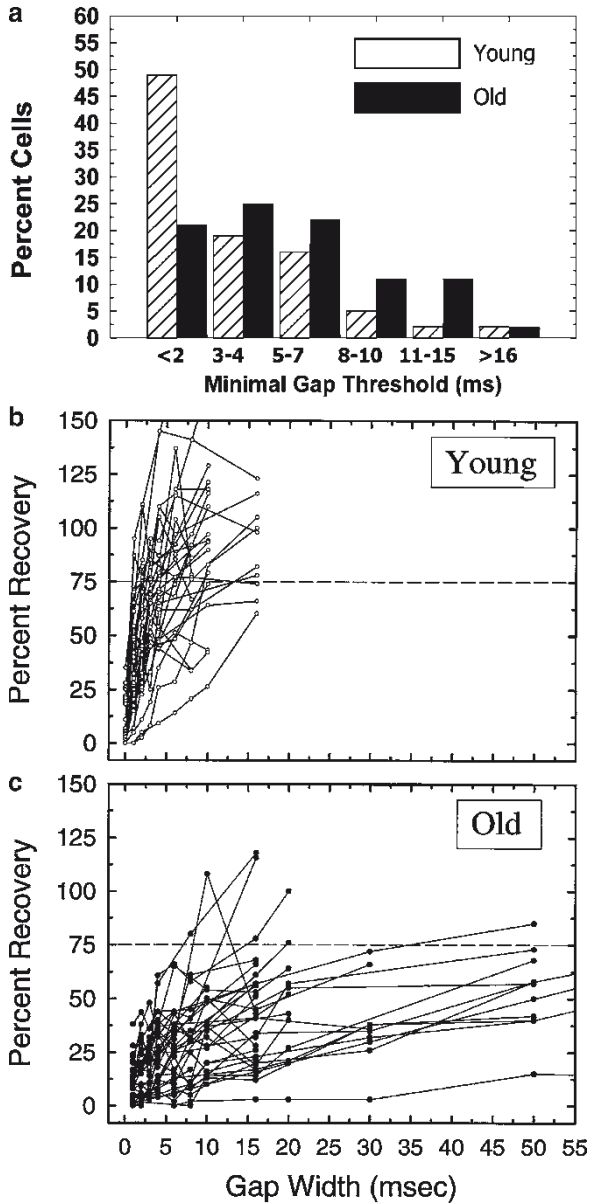 a
60
55
50
45
40
35
30
25
20
15
10
5
0
Percent Cells
Young
Old
<2 3-4 5-7 8-10 11-15 >16
Minimal Gap Threshold (ms)
b
150
125
100
75
50
25
0
Percent Recovery
Young
c
150
125
100
75
50
25
0
Percent Recovery
Old
0 5 10 15 20 25 30 35 40 45 50 55
Gap Width (msec)